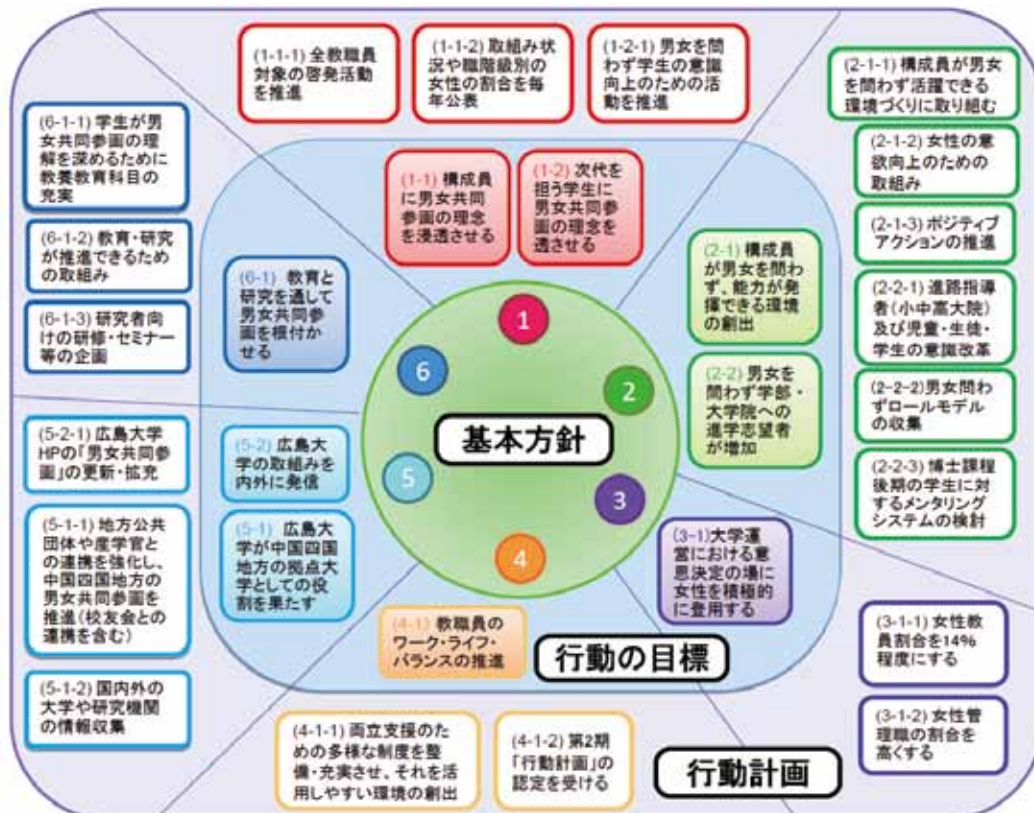 (1-1-1) 全教職員
対象の啓発活動
を推進
(1-1-2) 取組み状
況や職階級別の
女性の割合を毎
年公表
(1-2-1) 男女を問
わず学生の意識
向上のための活
動を推進
(2-1-1) 構成員が男
女を問わず活躍できる
環境づくりに取り組む
(2-1-2) 女性の意
欲向上のための
取組み
(2-1-3) ポジティブ
アクションの推進
(2-2-1) 進路指導
者(小中高大院)
及び児童・生徒・
学生の意識改革
(2-2-2)男女問わ
ずロールモデル
の収集
(2-2-3) 博士課程
後期の学生に対
するメンタリング
システムの検討
(3-1-1) 女性教
員割合を14%
程度にする
(3-1-2) 女性管
理職の割合を
高くする
行動計画
(4-1-2) 第2期
「行動計画」の
認定を受ける
(4-1-1) 両立支援のた
めの多様な制度を整
備・充実させ、それを活
用しやすい環境の創出
(5-1-2) 国内外の
大学や研究機関
の情報収集
(5-1-1) 地方公共
団体や産学官と
の連携を強化し、
中国四国地方の
男女共同参画を
推進(校友会との
連携を含む)
(5-2-1) 広島大学
HPの「男女共同参
画」の更新・拡充
(6-1-3) 研究者向
けの研修・セミナー
等の企画
(6-1-2) 教育・研究
が推進できるため
の取組み
(6-1-1) 学生が男
女共同参画の理
解を深めるために
教養教育科目の
充実
(1-1) 構成員
に男女共同
参画の理念
を浸透させる
(1-2) 次代を
担う学生に
男女共同参
画の理念を
透させる
(2-1) 構成員
が男女を問わ
ず、能力が発
揮できる環境
の創出
(2-2) 男女を
問わず学部・
大学院への
進学志望者
が増加
(3-1)大学運
営における意
思決定の場に
女性を積極的
に登用する
行動の目標
(4-1) 教職員の
ワーク・ライフ・
バランスの推進
(5-1) 広島大
学が中国四国
地方の拠点大
学としての役
割を果たす
(5-2) 広島大
学の取組みを
内外に発信
(6-1) 教育と
研究を通して
男女共同参
画を根付か
せる
1
2
3
4
5
6
基本方針